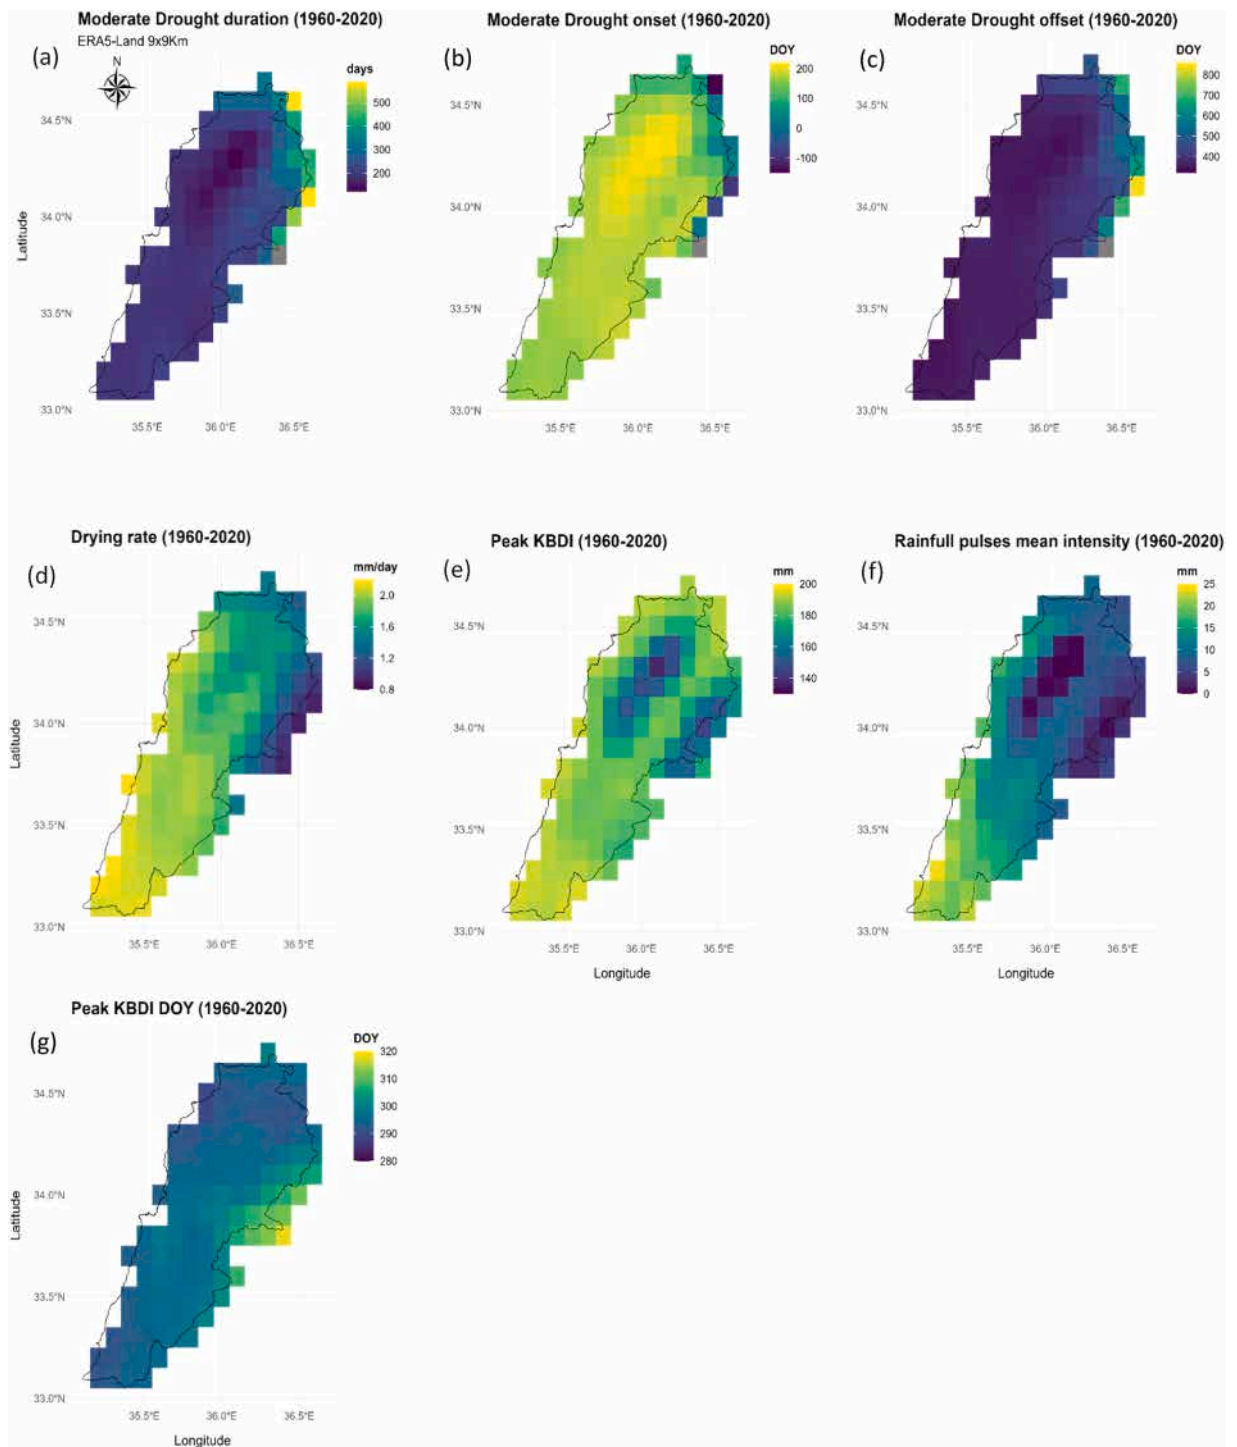 Moderate Drought duration (1960-2020)
ERA5-Land 9x9Km
(a)
N
days
500
400
300
200
34.5°N
34.0°N
33.5°N
33.0°N
Latitude
35.5°E 36.0°E 36.5°E
Moderate Drought onset (1960-2020)
(b)
DOY
200
100
0
-100
34.5°N
34.0°N
33.5°N
33.0°N
35.5°E 36.0°E 36.5°E
Moderate Drought offset (1960-2020)
(c)
DOY
800
700
600
500
400
34.5°N
34.0°N
33.5°N
33.0°N
35.5°E 36.0°E 36.5°E
Drying rate (1960-2020)
(d)
mm/day
2.0
1.6
1.2
0.8
34.5°N
34.0°N
33.5°N
33.0°N
Latitude
35.5°E 36.0°E 36.5°E
Peak KBDI (1960-2020)
(e)
mm
200
180
160
140
34.5°N
34.0°N
33.5°N
33.0°N
35.5°E 36.0°E 36.5°E
Longitude
Rainfall pulses mean intensity (1960-2020)
(f)
mm
25
20
15
10
5
0
34.5°N
34.0°N
33.5°N
33.0°N
35.5°E 36.0°E 36.5°E
Longitude
Peak KBDI DOY (1960-2020)
(g)
DOY
320
310
300
290
280
34.5°N
34.0°N
33.5°N
33.0°N
Latitude
35.5°E 36.0°E 36.5°E
Longitude